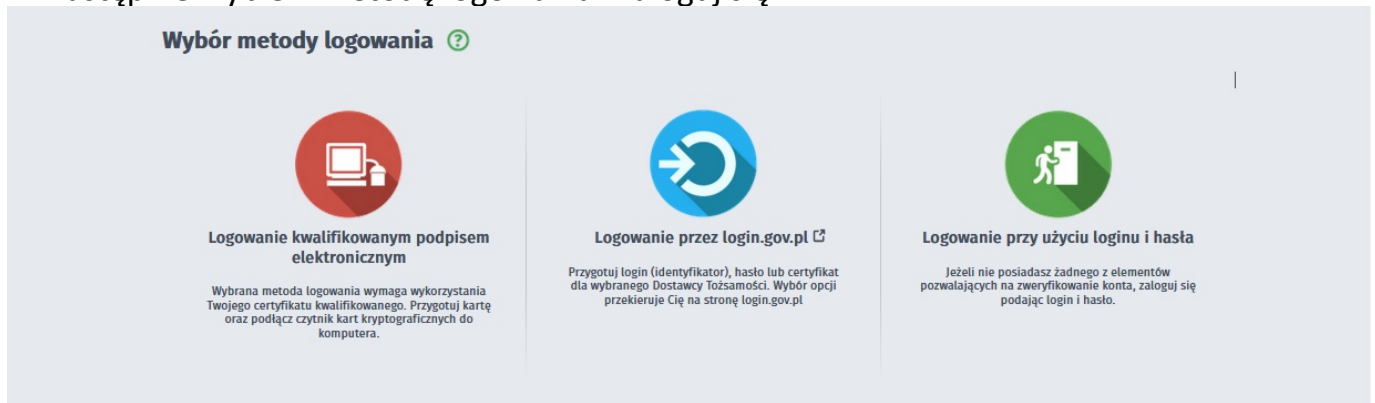 Wybór metody logowania
Logowanie kwalifikowanym podpisem
elektronicznym
Wybrana metoda logowania wymaga wykorzystania
Twojego certyfikatu kwalifikowanego. Przygotuj kartę
oraz podłącz czytnik kart kryptograficznych do
komputera.
Logowanie przez login.gov.pl
Przygotuj login (identyfikator), hasło lub certyfikat
dla wybranego Dostawcy Tożsamości. Wybór opcji
przekieruje Cię na stronę login.gov.pl
Logowanie przy użyciu loginu i hasła
Jeżeli nie posiadasz żadnego z elementów
pozwalających na zweryfikowanie konta, zaloguj się
podając login i hasło.